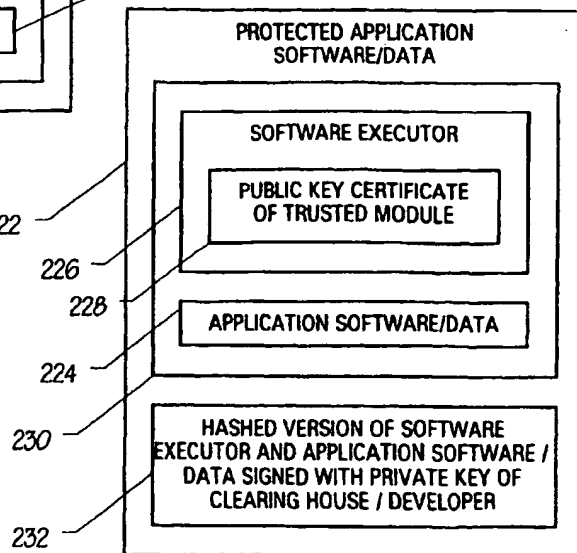 PROTECTED APPLICATION
SOFTWARE/DATA
SOFTWARE EXECUTOR
PUBLIC KEY CERTIFICATE
OF TRUSTED MODULE
22
226
228
APPLICATION SOFTWARE/DATA
224
230
HASHED VERSION OF SOFTWARE
EXECUTOR AND APPLICATION SOFTWARE /
DATA SIGNED WITH PRIVATE KEY OF
CLEARING HOUSE / DEVELOPER
232